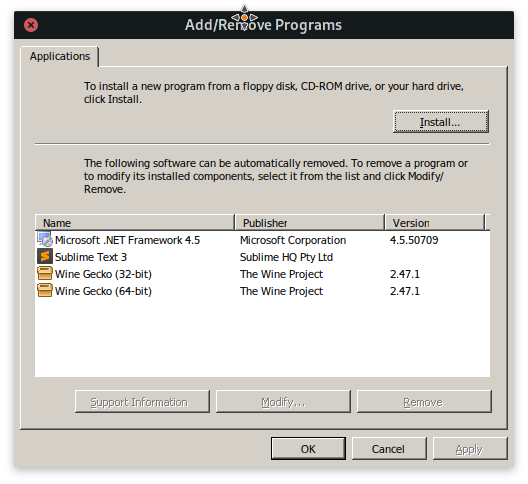 Add/Remove Programs
Applications
To install a new program from a floppy disk, CD-ROM drive, or your hard drive,
click Install.
Install...
The following software can be automatically removed. To remove a program or
to modify its installed components, select it from the list and click Modify/
Remove.
Name Publisher Version
Microsoft .NET Framework 4.5 Microsoft Corporation 4.5.50709
Sublime Text 3 Sublime HQ Pty Ltd
Wine Gecko (32-bit) The Wine Project 2.47.1
Wine Gecko (64-bit) The Wine Project 2.47.1
Support Information Modify... Remove
OK Cancel Apply